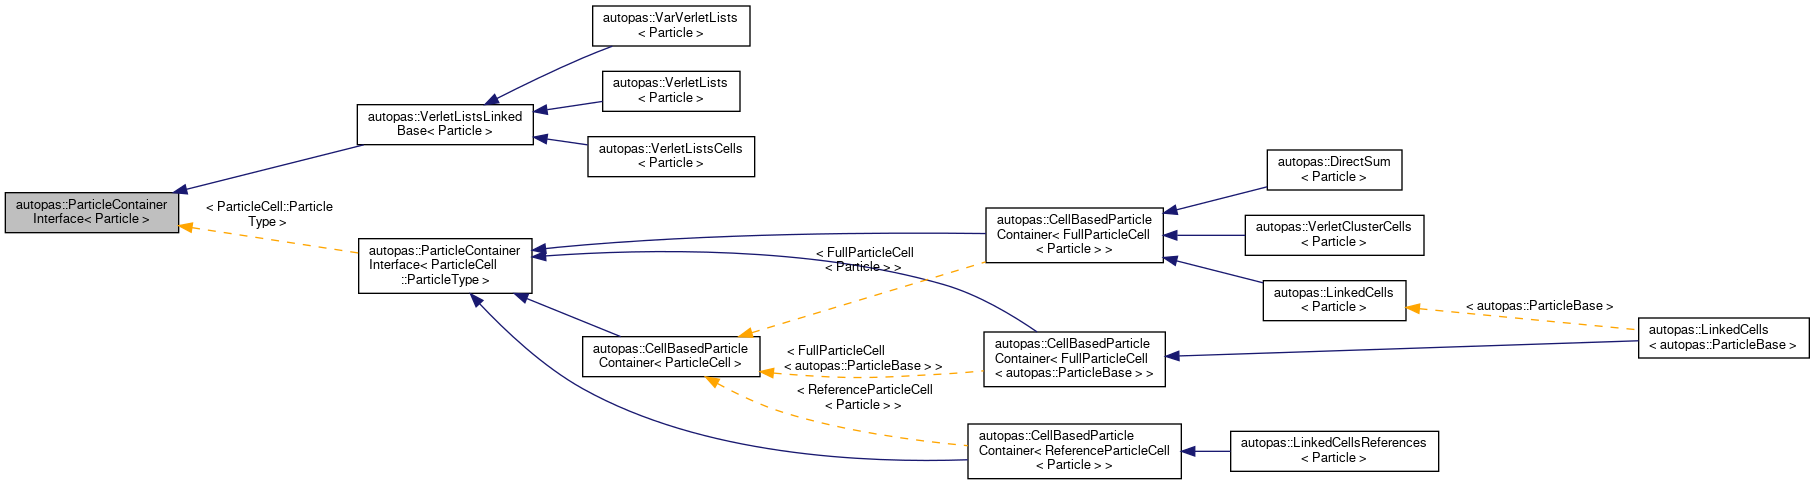 autopas::VarVerletLists
< Particle >
autopas::VerletLists
< Particle >
autopas::VerletListsLinked
Base< Particle >
autopas::VerletListsCells
< Particle >
autopas::ParticleContainer
Interface< Particle >
< ParticleCell::Particle
Type >
autopas::ParticleContainer
Interface< ParticleCell
::ParticleType >
autopas::CellBasedParticle
Container< ParticleCell >
< FullParticleCell
< Particle > >
< FullParticleCell
< autopas::ParticleBase > >
< ReferenceParticleCell
< Particle > >
autopas::CellBasedParticle
Container< FullParticleCell
< Particle > >
autopas::CellBasedParticle
Container< FullParticleCell
< autopas::ParticleBase > >
autopas::CellBasedParticle
Container< ReferenceParticleCell
< Particle > >
autopas::DirectSum
< Particle >
autopas::VerletClusterCells
< Particle >
autopas::LinkedCells
< Particle >
autopas::LinkedCellsReferences
< Particle >
< autopas::ParticleBase >
autopas::LinkedCells
< autopas::ParticleBase >